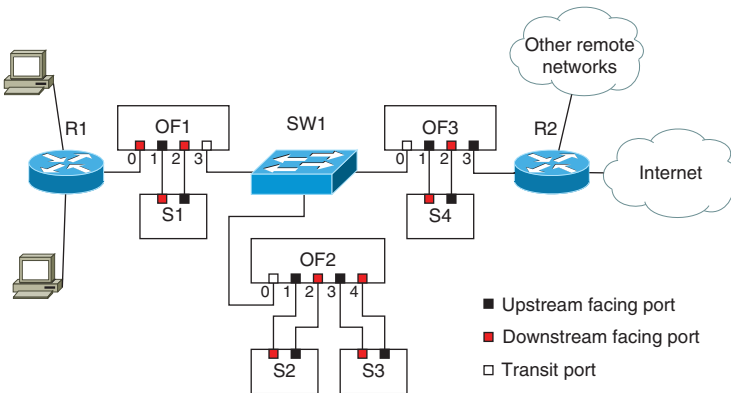 Other remote
networks
R1
OF1
0 1 2 3
S1
SW1
OF3
0 1 2 3
S4
R2
Internet
OF2
0 1 2 3 4
S2
S3
Upstream facing port
Downstream facing port
Transit port